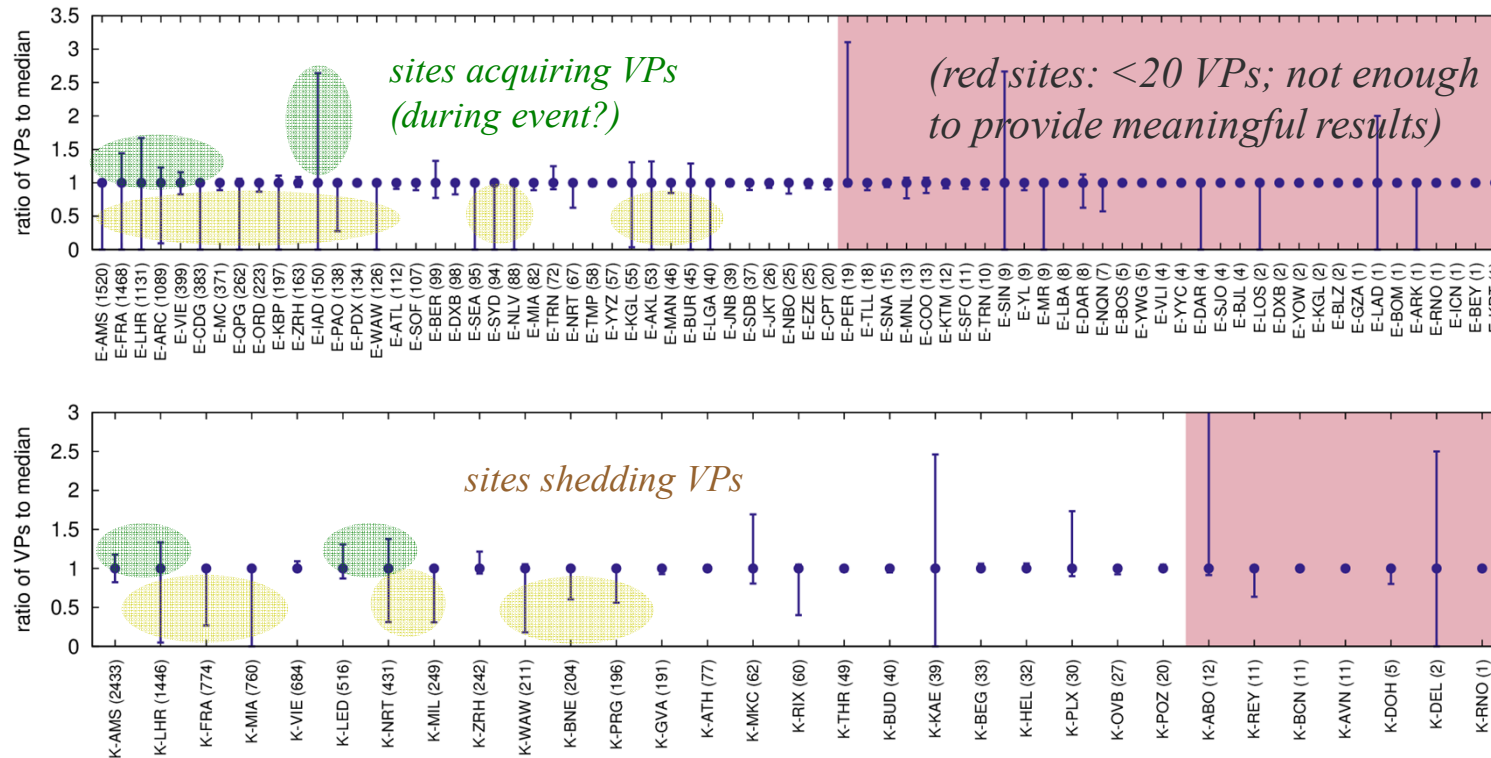 3.5
3
2.5
2
1.5
1
0.5
0
ratio of VPs to median
sites acquiring VPs
(during event?)
(red sites: <20 VPs; not enough
to provide meaningful results)
E-AMS (1520)
E-FRA (1468)
E-LHR (1131)
E-ARC (1089)
E-VIE (399)
E-CDG (383)
E-MC (371)
E-QPG (262)
E-ORD (223)
E-KBP (197)
E-ZRH (163)
E-IAD (150)
E-PAO (138)
E-PDX (134)
E-WAW (126)
E-ATL (112)
E-SOF (107)
E-BER (99)
E-DXB (98)
E-SEA (95)
E-SYD (94)
E-NLV (88)
E-MIA (82)
E-TRN (72)
E-NRT (67)
E-TMP (58)
E-YYZ (57)
E-KGL (55)
E-AKL (53)
E-MAN (46)
E-BUR (45)
E-LGA (40)
E-JNB (39)
E-SDB (37)
E-JKT (26)
E-NBO (25)
E-EZE (25)
E-CPT (20)
E-PER (19)
E-TLL (18)
E-SNA (15)
E-MNL (13)
E-COO (13)
E-KTM (12)
E-SFO (11)
E-TRN (10)
E-SIN (9)
E-YL (9)
E-MR (9)
E-LBA (8)
E-DAR (8)
E-NQN (7)
E-BOS (5)
E-YWG (5)
E-VLI (4)
E-YYC (4)
E-DAR (4)
E-SJO (4)
E-BJL (4)
E-LOS (2)
E-DXB (2)
E-YOW (2)
E-KGL (2)
E-BLZ (2)
E-GZA (1)
E-LAD (1)
E-BOM (1)
E-ARK (1)
E-RNO (1)
E-ICN (1)
E-BEY (1)
3
2.5
2
1.5
1
0.5
0
ratio of VPs to median
sites shedding VPs
K-AMS (2433)
K-LHR (1446)
K-FRA (774)
K-MIA (760)
K-VIE (684)
K-LED (516)
K-NRT (431)
K-MIL (249)
K-ZRH (242)
K-WAW (211)
K-BNE (204)
K-PRG (196)
K-GVA (191)
K-ATH (77)
K-MKC (62)
K-RIX (60)
K-THR (49)
K-BUD (40)
K-KAE (39)
K-BEG (33)
K-HEL (32)
K-PLX (30)
K-OVB (27)
K-POZ (20)
K-ABO (12)
K-REY (11)
K-BCN (11)
K-AVN (11)
K-DOH (5)
K-DEL (2)
K-RNO (1)